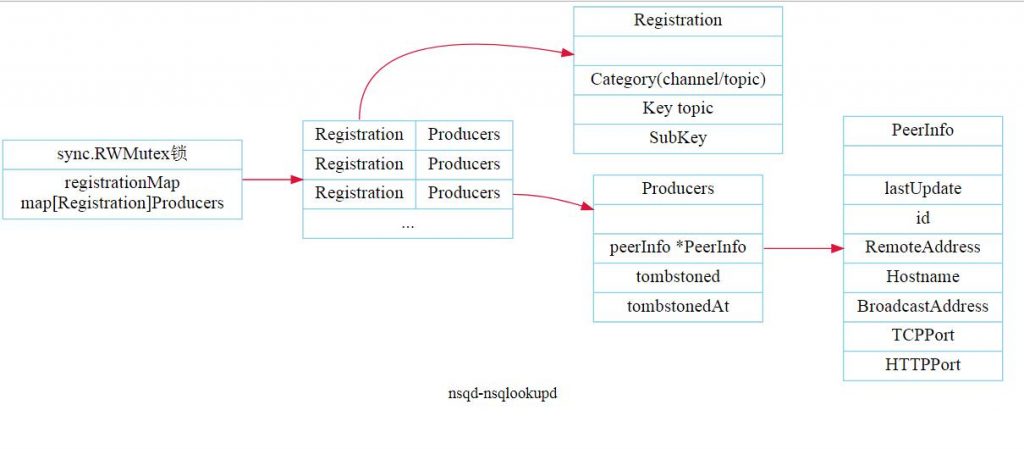 sync.RWMutex锁
registrationMap
map[Registration]Producers
Registration Producers
Registration Producers
Registration Producers
...
Registration
Category(channel/topic)
Key topic
SubKey
Producers
peerInfo *PeerInfo
tombstoned
tombstonedAt
PeerInfo
lastUpdate
id
RemoteAddress
Hostname
BroadcastAddress
TCPPort
HTTPPort
nsqd-nsqlookupd